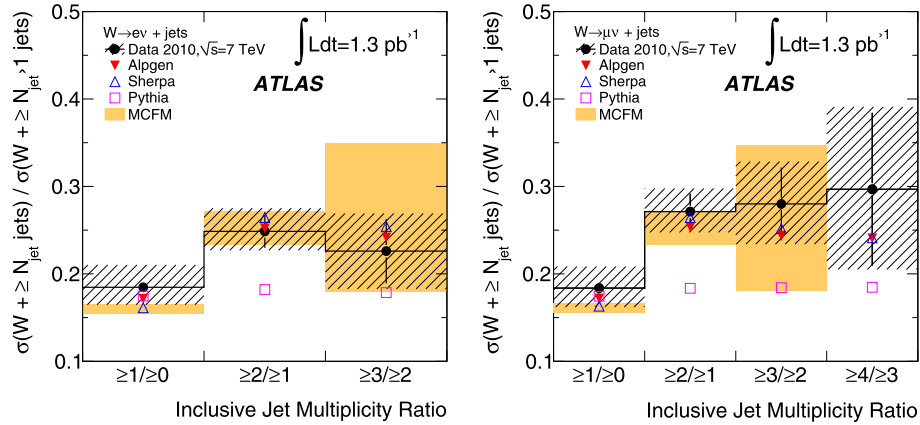 W→eν + jets
Data 2010, √s=7 TeV
Alpgen
Sherpa
Pythia
MCFM
∫ Ldt=1.3 pb›1
ATLAS
σ(W + ≥ Njet jets) / σ(W + ≥ Njet›1 jets)
0.5
0.4
0.3
0.2
0.1
≥1/≥0 ≥2/≥1 ≥3/≥2
Inclusive Jet Multiplicity Ratio
W→μν + jets
Data 2010, √s=7 TeV
Alpgen
Sherpa
Pythia
MCFM
∫ Ldt=1.3 pb›1
ATLAS
σ(W + ≥ Njet jets) / σ(W + ≥ Njet›1 jets)
0.5
0.4
0.3
0.2
0.1
≥1/≥0 ≥2/≥1 ≥3/≥2 ≥4/≥3
Inclusive Jet Multiplicity Ratio